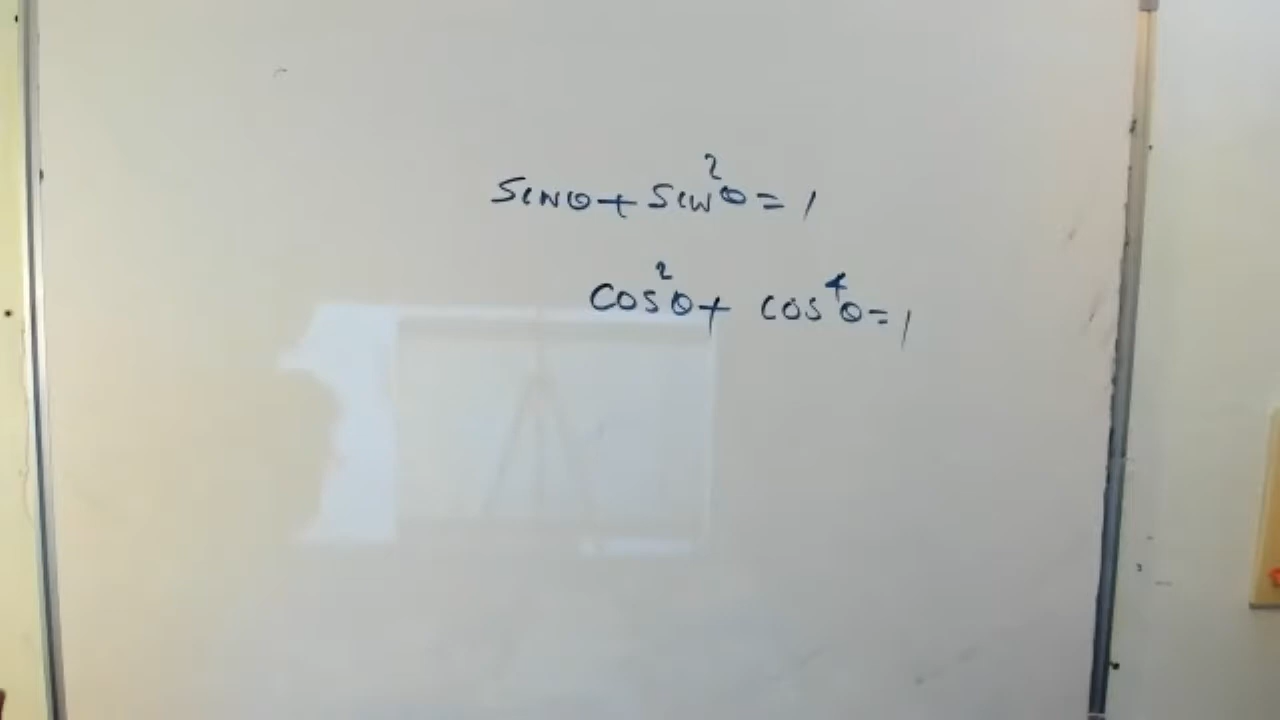 sinθ + sin²θ = 1
cos²θ + cos⁴θ = 1